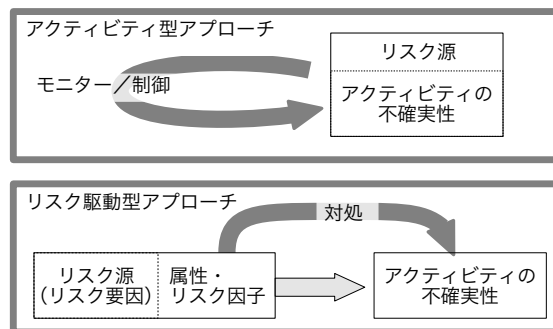 アクティビティ型アプローチ
リスク源
モニター／制御
アクティビティの
不確実性
リスク駆動型アプローチ
対処
リスク源
(リスク要因)
属性・
リスク因子
アクティビティの
不確実性